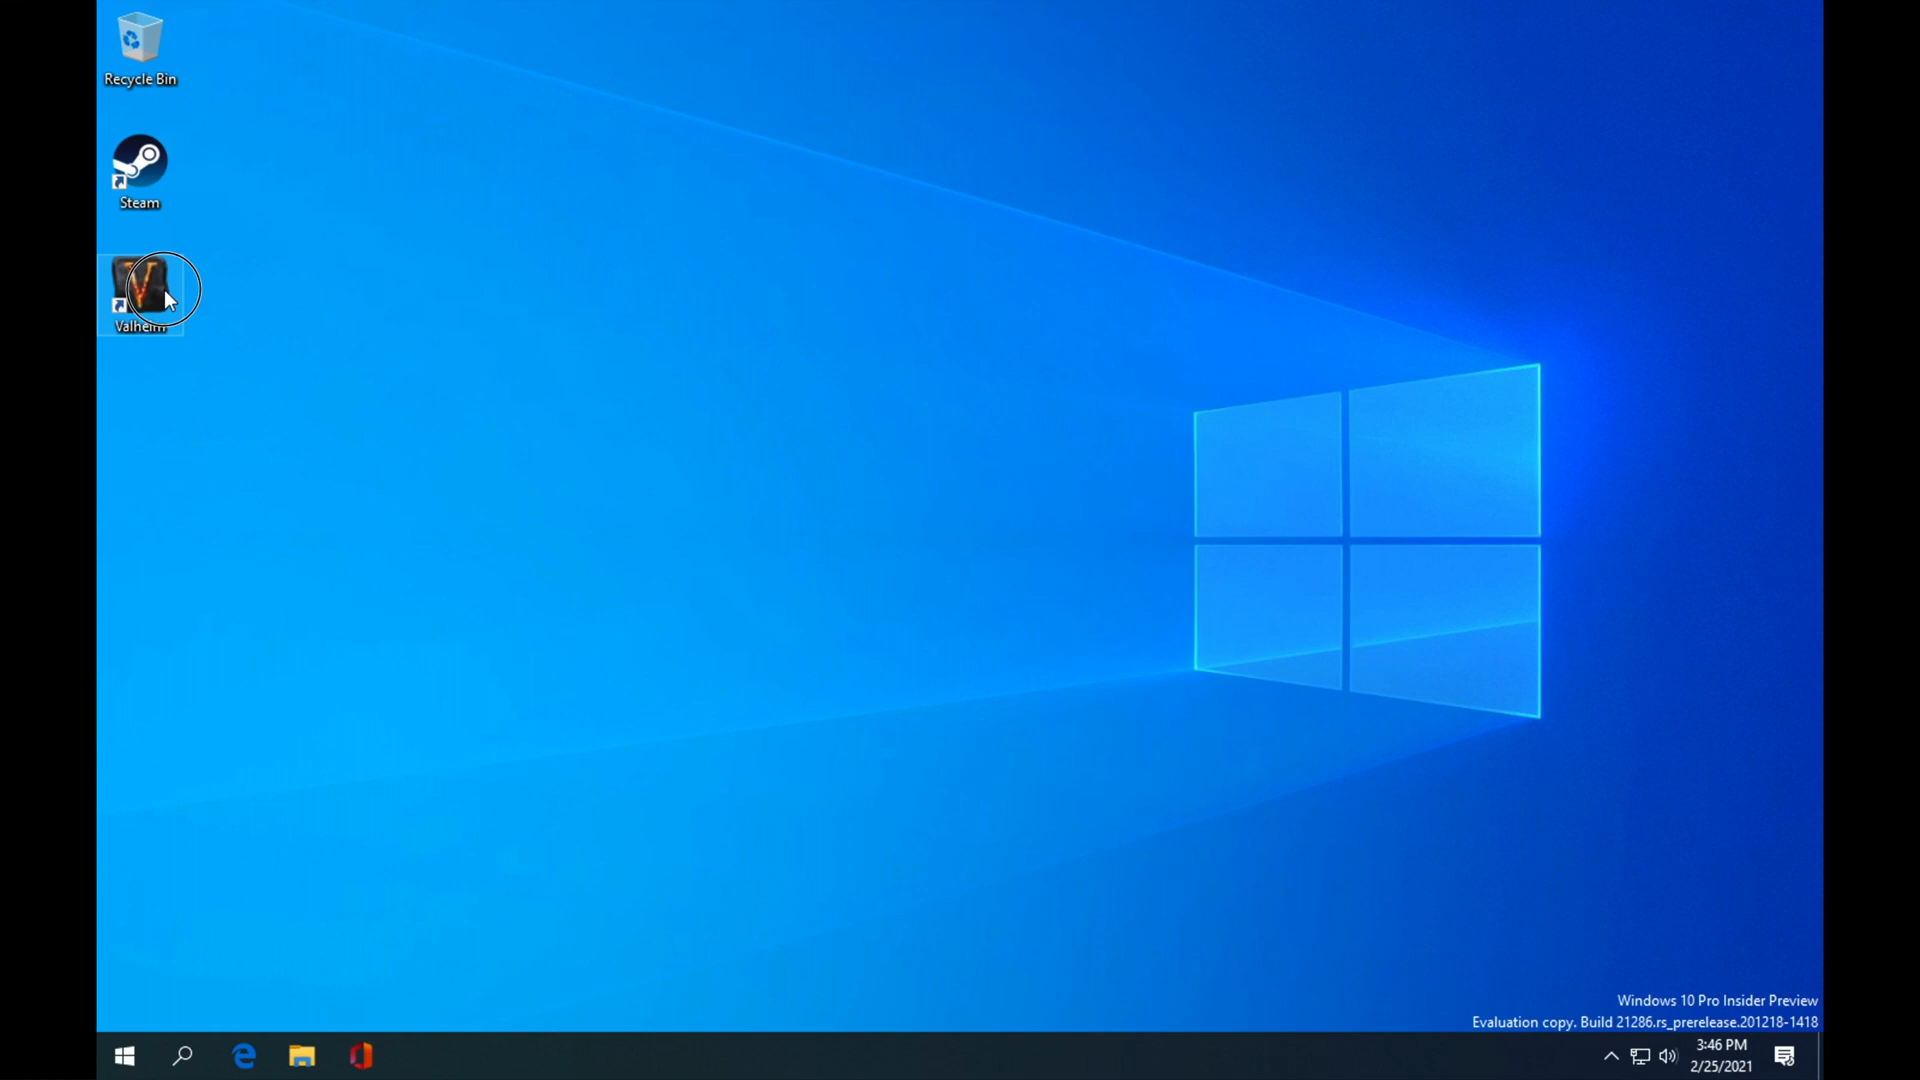 Recycle Bin
Steam
Valheim
Windows 10 Pro Insider Preview
Evaluation copy. Build 21286.rs_prerelease.201218-1418
3:46 PM
2/25/2021